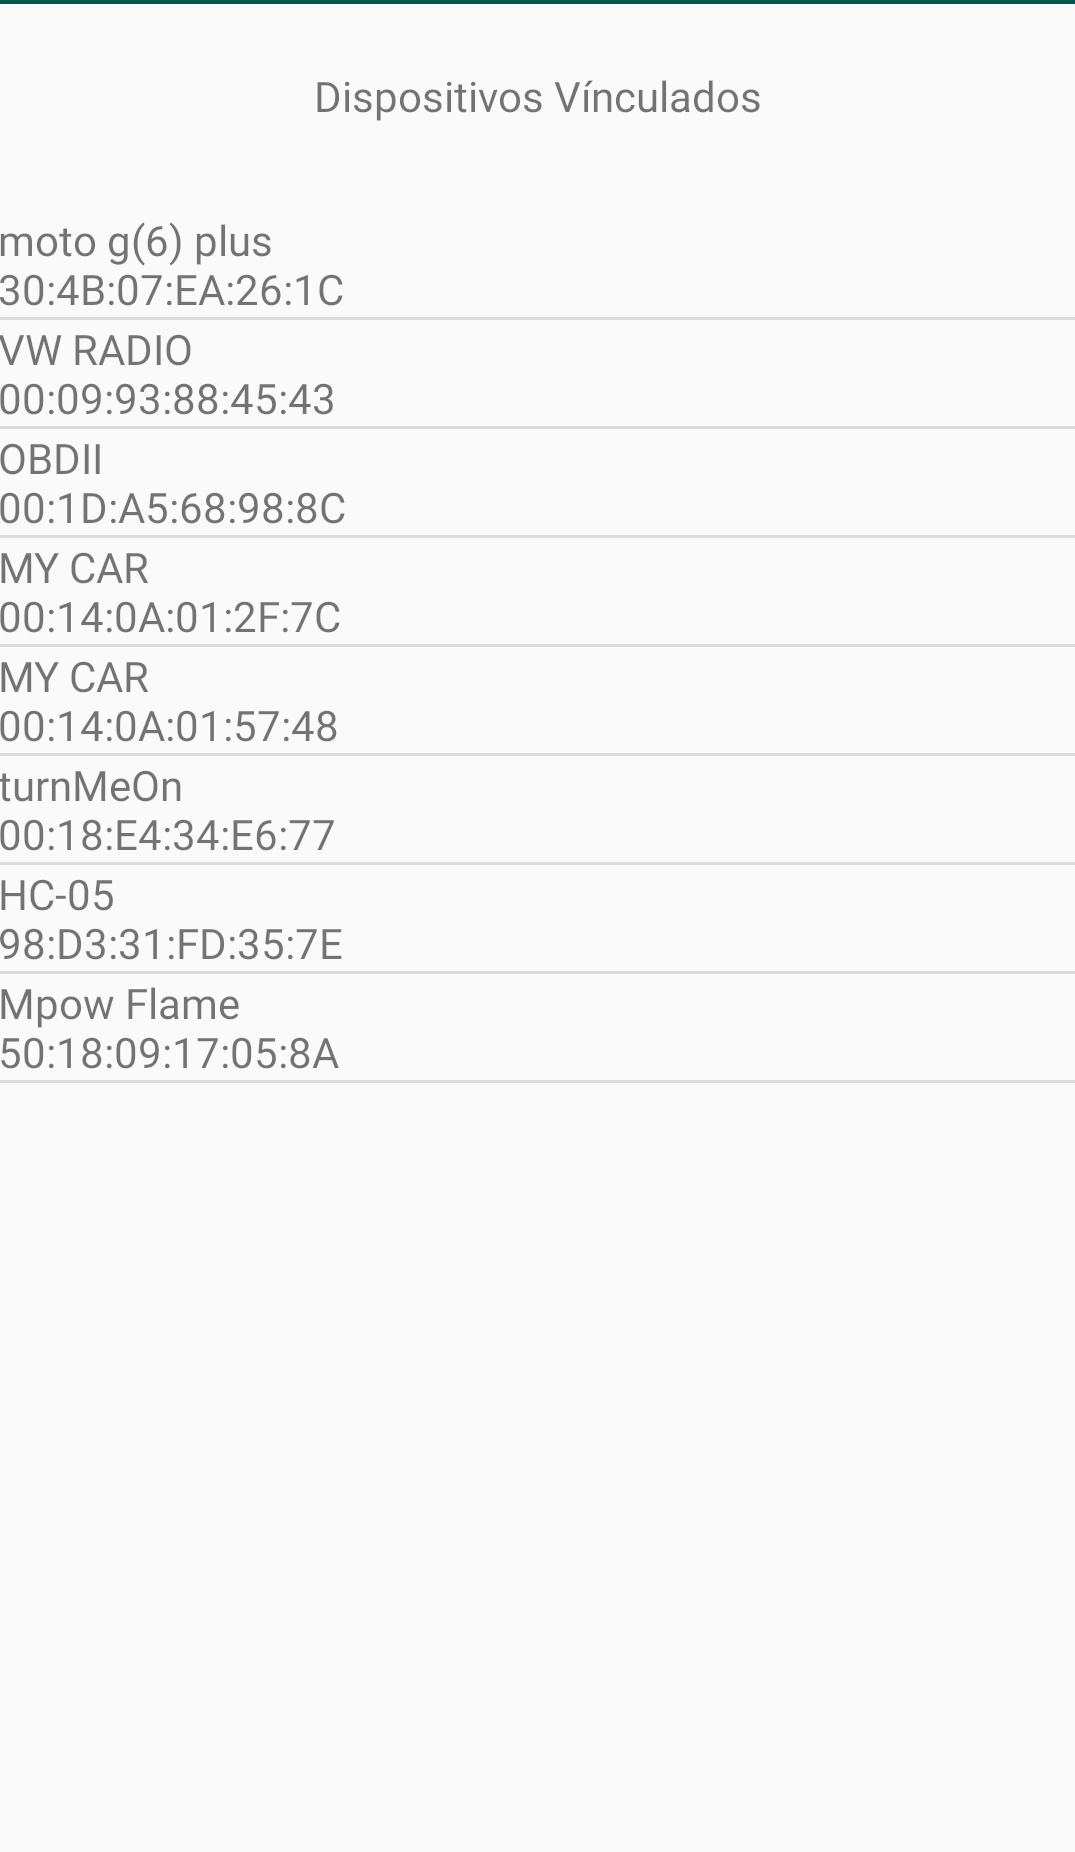 Dispositivos Vínculados
moto g(6) plus
30:4B:07:EA:26:1C
VW RADIO
00:09:93:88:45:43
OBDII
00:1D:A5:68:98:8C
MY CAR
00:14:0A:01:2F:7C
MY CAR
00:14:0A:01:57:48
turnMeOn
00:18:E4:34:E6:77
HC-05
98:D3:31:FD:35:7E
Mpow Flame
50:18:09:17:05:8A